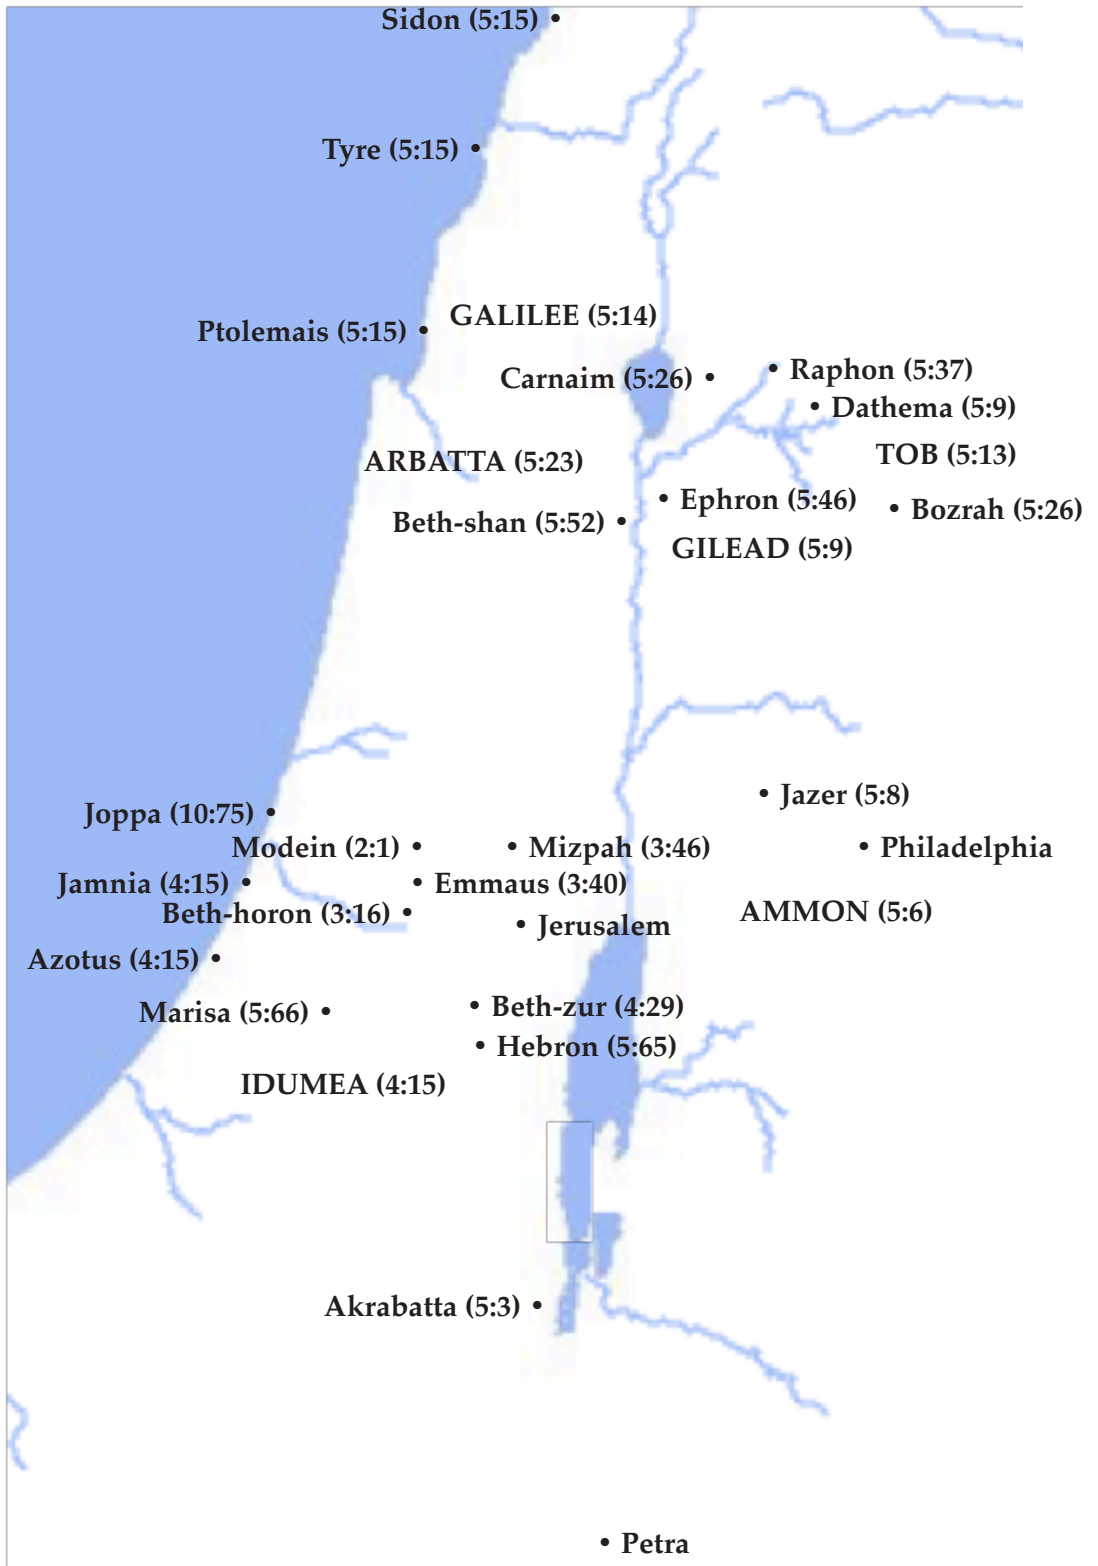 Sidon (5:15)
Tyre (5:15)
GALILEE (5:14)
Ptolemais (5:15)
Raphon (5:37)
Carnaim (5:26)
Dathema (5:9)
TOB (5:13)
ARBATTA (5:23)
Ephron (5:46)
Bozrah (5:26)
Beth-shan (5:52)
GILEAD (5:9)
Jazer (5:8)
Joppa (10:75)
Modein (2:1)
Mizpah (3:46)
Philadelphia
Jamnia (4:15)
Emmaus (3:40)
Beth-horon (3:16)
AMMON (5:6)
Jerusalem
Azotus (4:15)
Beth-zur (4:29)
Marisa (5:66)
Hebron (5:65)
IDUMEA (4:15)
Akrabatta (5:3)
Petra